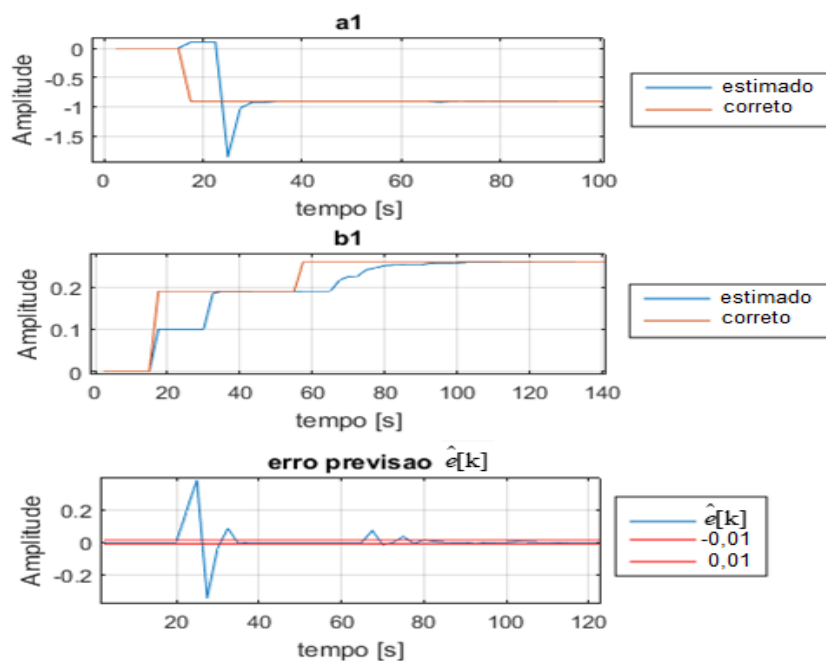 a1
Amplitude
0
-0.5
-1
-1.5
0 20 40 60 80 100
tempo [s]
estimado
correto
b1
Amplitude
0.2
0.1
0
0 20 40 60 80 100 120 140
tempo [s]
estimado
correto
erro previsao ê[k]
Amplitude
0.2
0
-0.2
20 40 60 80 100 120
tempo [s]
ê[k]
-0,01
0,01